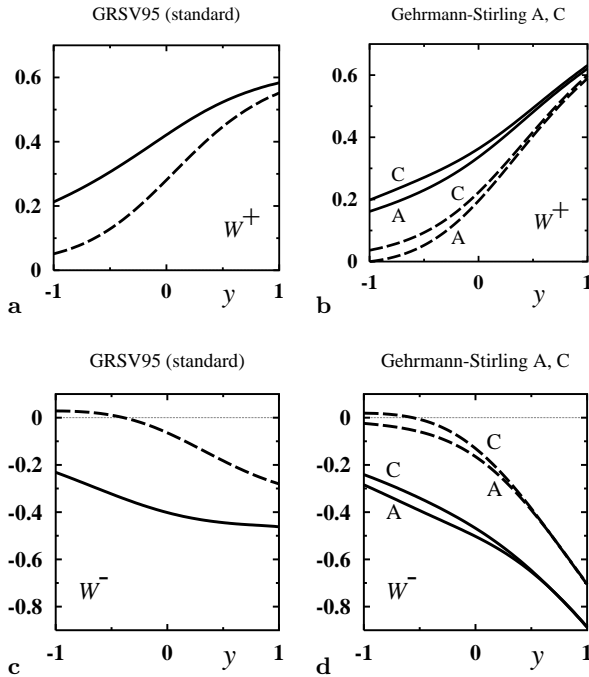 GRSV95 (standard)
Gehrmann-Stirling A, C
0.6
0.4
0.2
0
-1
0
1
W+
y
a
0.6
0.4
0.2
0
-1
0
1
C
A
C
A
W+
y
b
GRSV95 (standard)
Gehrmann-Stirling A, C
0
-0.2
-0.4
-0.6
-0.8
-1
0
1
W-
y
c
0
-0.2
-0.4
-0.6
-0.8
-1
0
1
C
A
C
A
W-
y
d